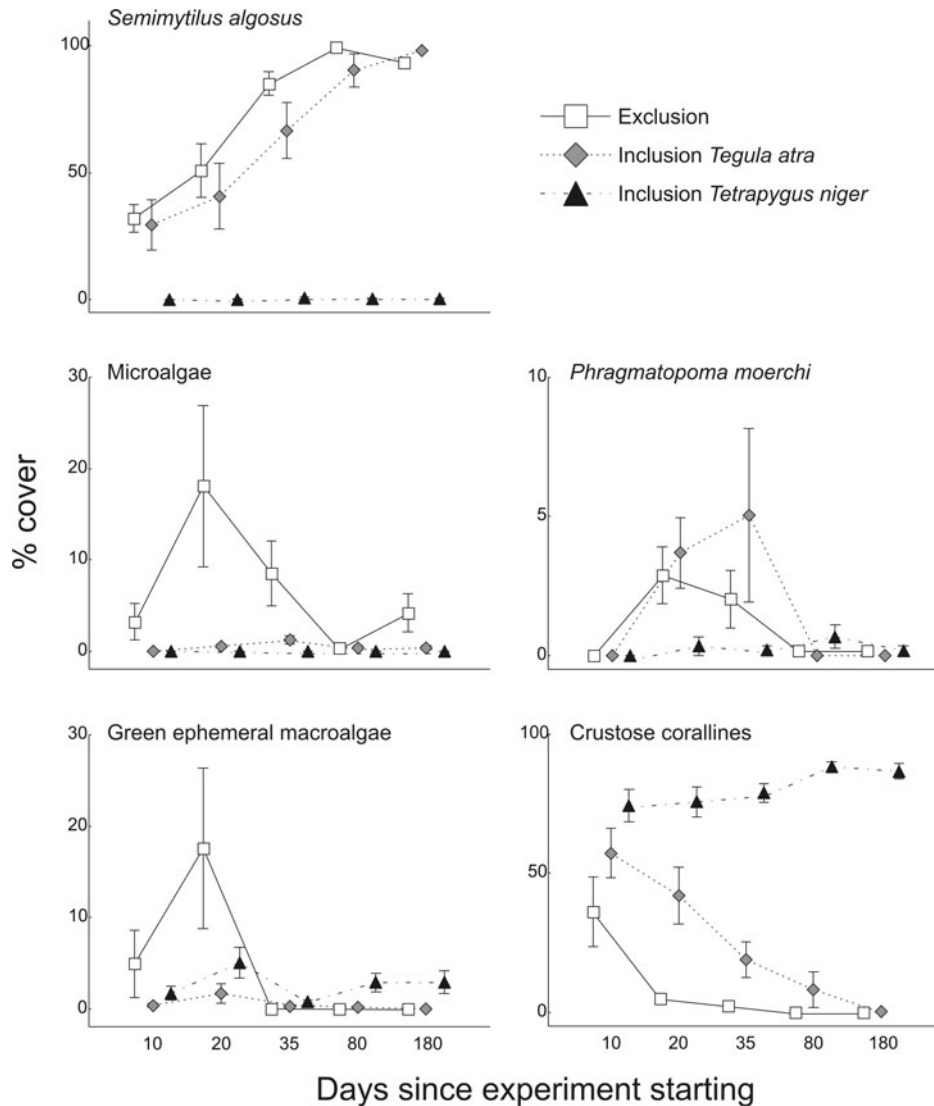 Semimytilus algosus
100
50
0
Exclusion
Inclusion Tegula atra
Inclusion Tetrapygus niger
% cover
Microalgae
30
20
10
0
Phragmatopoma moerchi
10
5
0
Green ephemeral macroalgae
30
20
10
0
10 20 35 80 180
Crustose corallines
100
50
0
10 20 35 80 180
Days since experiment starting